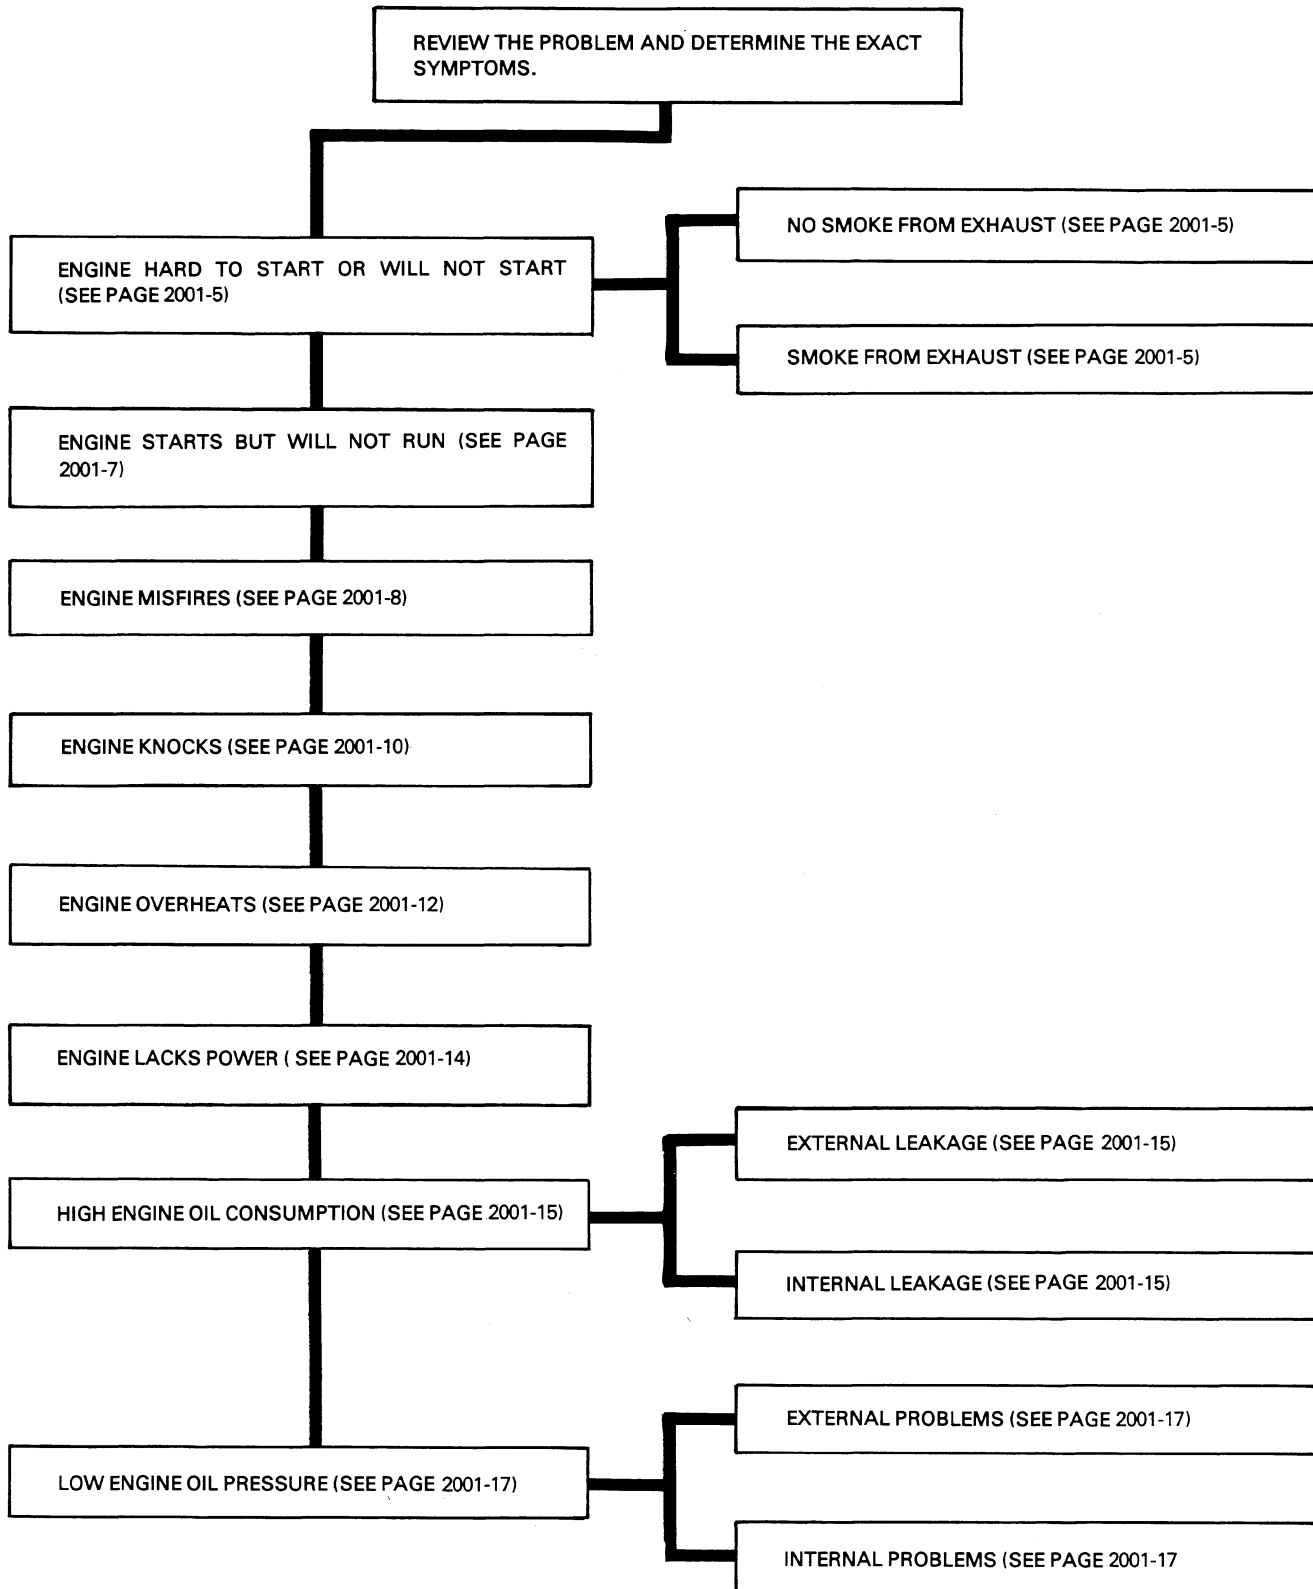 REVIEW THE PROBLEM AND DETERMINE THE EXACT
SYMPTOMS.
NO SMOKE FROM EXHAUST (SEE PAGE 2001-5)
ENGINE HARD TO START OR WILL NOT START
(SEE PAGE 2001-5)
SMOKE FROM EXHAUST (SEE PAGE 2001-5)
ENGINE STARTS BUT WILL NOT RUN (SEE PAGE
2001-7)
ENGINE MISFIRES (SEE PAGE 2001-8)
ENGINE KNOCKS (SEE PAGE 2001-10)
ENGINE OVERHEATS (SEE PAGE 2001-12)
ENGINE LACKS POWER ( SEE PAGE 2001-14)
EXTERNAL LEAKAGE (SEE PAGE 2001-15)
HIGH ENGINE OIL CONSUMPTION (SEE PAGE 2001-15)
INTERNAL LEAKAGE (SEE PAGE 2001-15)
EXTERNAL PROBLEMS (SEE PAGE 2001-17)
LOW ENGINE OIL PRESSURE (SEE PAGE 2001-17)
INTERNAL PROBLEMS (SEE PAGE 2001-17